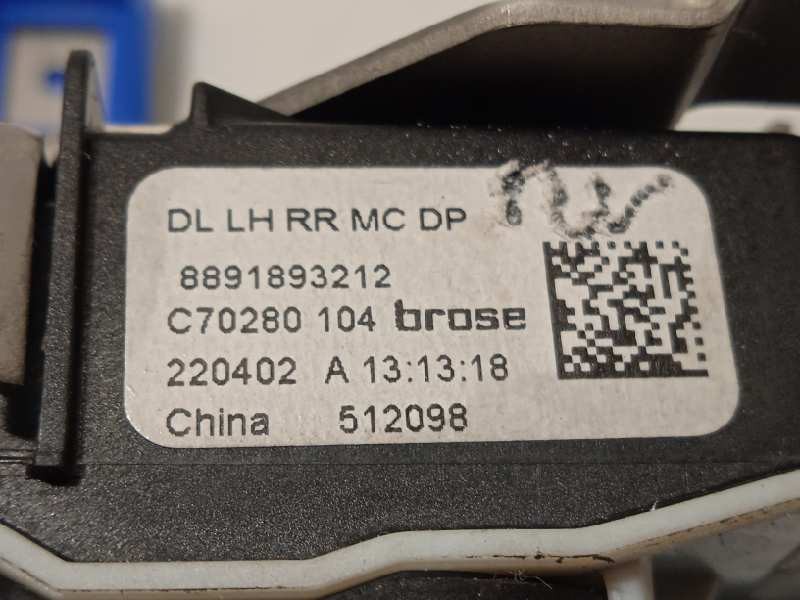 DL LH RR MC DP
8891893212
C70280 104 brose
220402 A 13:13:18
China 512098